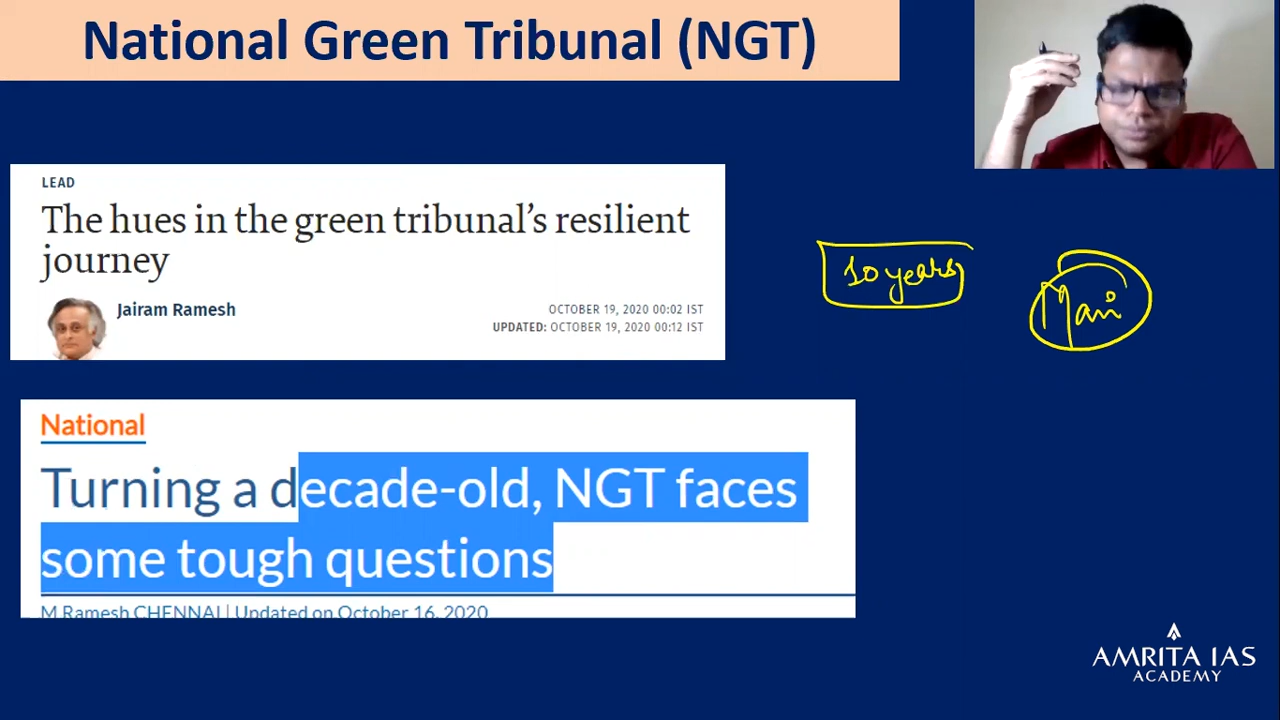 National Green Tribunal (NGT)
LEAD
The hues in the green tribunal's resilient
journey
Jairam Ramesh
OCTOBER 19, 2020 00:02 IST
UPDATED: OCTOBER 19, 2020 00:12 IST
10 years
Mari
National
Turning a decade-old, NGT faces
some tough questions
M Ramesh CHENNAI | Updated on October 16, 2020
AMRITA IAS
ACADEMY